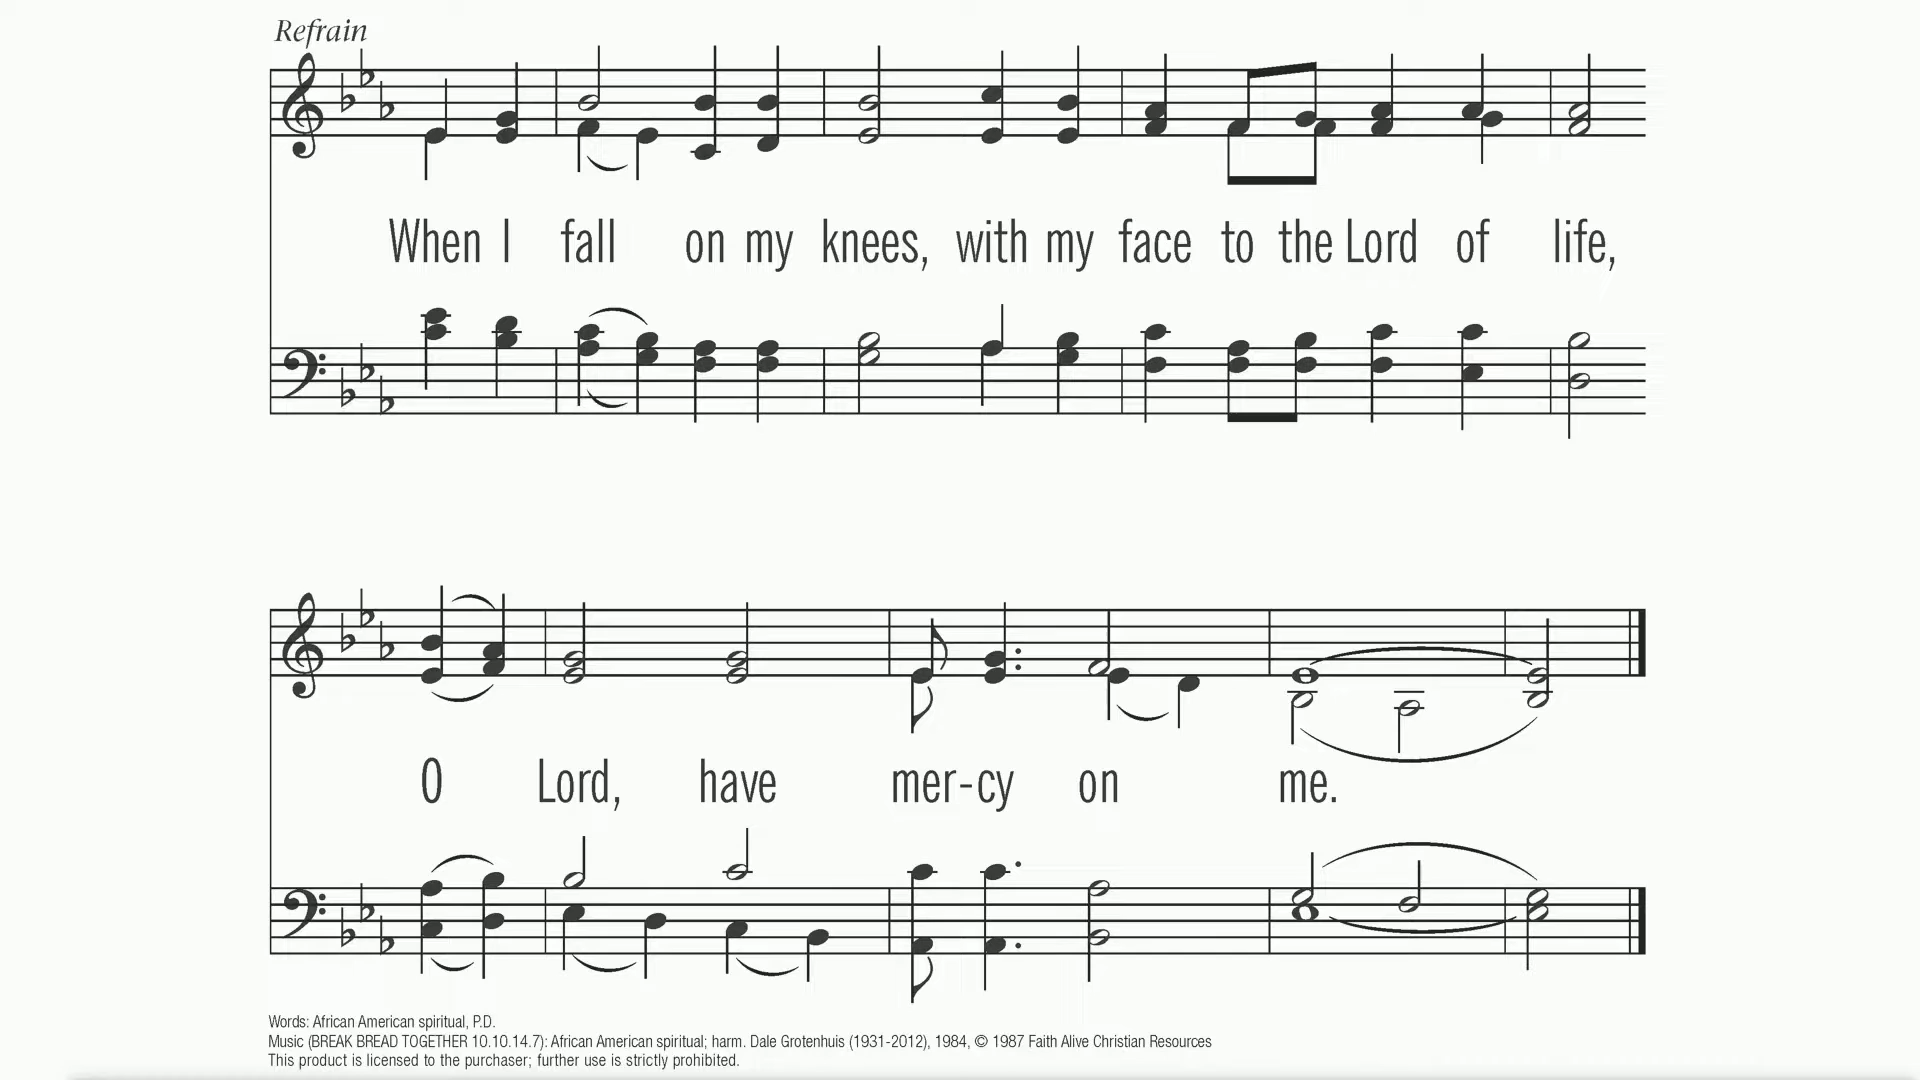 Refrain
When I fall on my knees, with my face to the Lord of life,
O Lord, have mer-cy on me.
Words: African American spiritual, P.D.
Music (BREAK BREAD TOGETHER 10.10.14.7): African American spiritual; harm. Dale Grotenhuis (1931-2012), 1984, © 1987 Faith Alive Christian Resources
This product is licensed to the purchaser; further use is strictly prohibited.